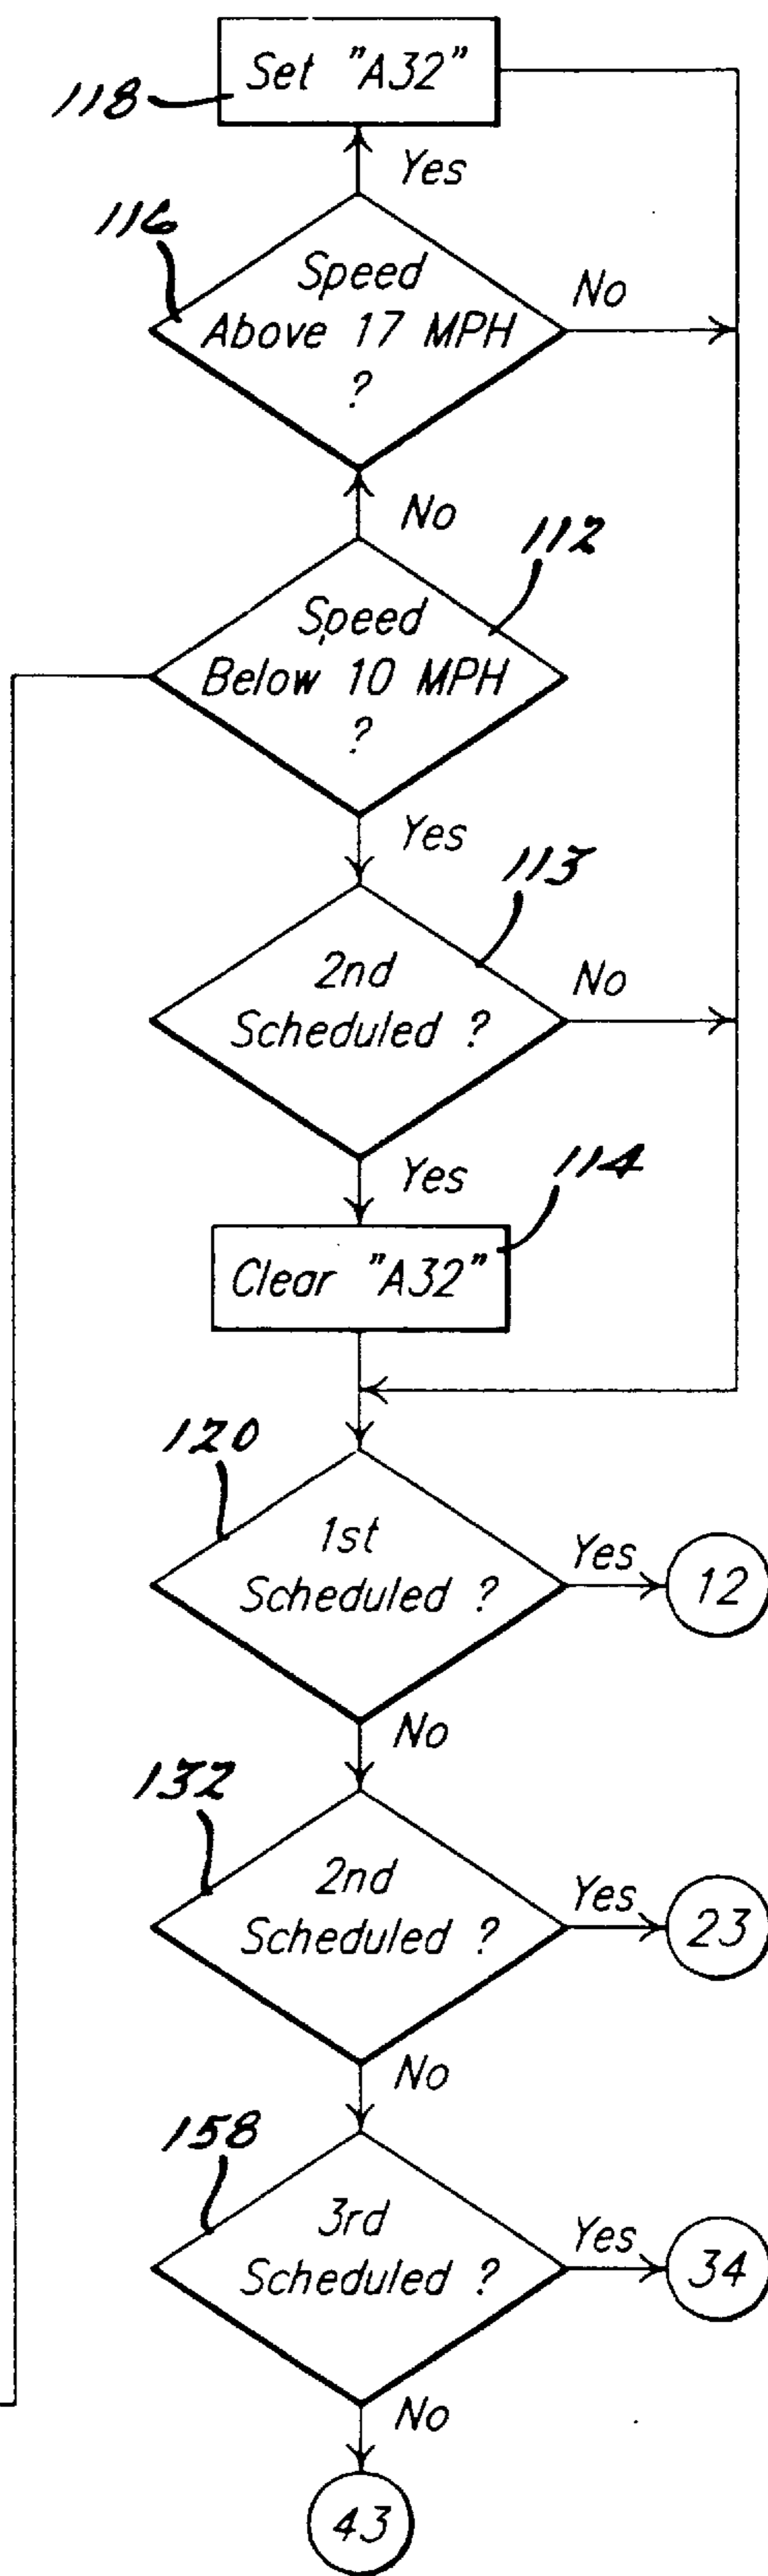 Set "A32"
118
Yes
116
Speed
Above 17 MPH
?
No
No
112
Speed
Below 10 MPH
?
Yes
113
2nd
Scheduled ?
No
Yes
114
Clear "A32"
120
1st
Scheduled ?
Yes
12
No
132
2nd
Scheduled ?
Yes
23
No
158
3rd
Scheduled ?
Yes
34
No
43